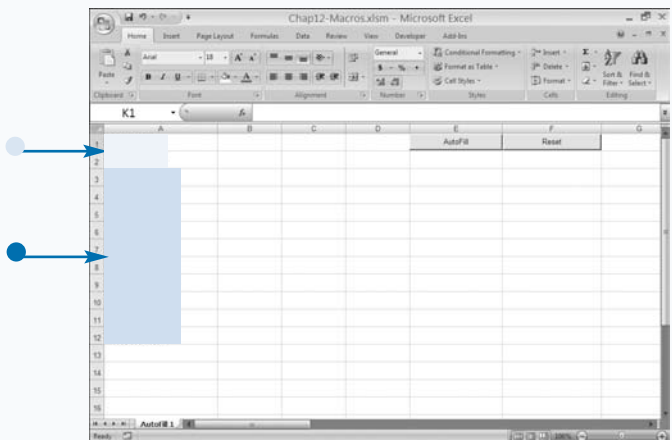 Chap12-Macros.xlsm - Microsoft Excel
Home Insert Page Layout Formulas Data Review View Developer Add-Ins
Paste
Arial 18 A A
General
Conditional Formatting
Format as Table
Cell Styles
Insert
Delete
Format
Sort & Filter
Find & Select
B I U
$ %
Clipboard Font Alignment Number Styles Cells Editing
K1 fx
A B C D E F G
1 AutoFill Reset
2
3
4
5
6
7
8
9
10
11
12
13
14
15
16
AutoFill 1
Ready 100%